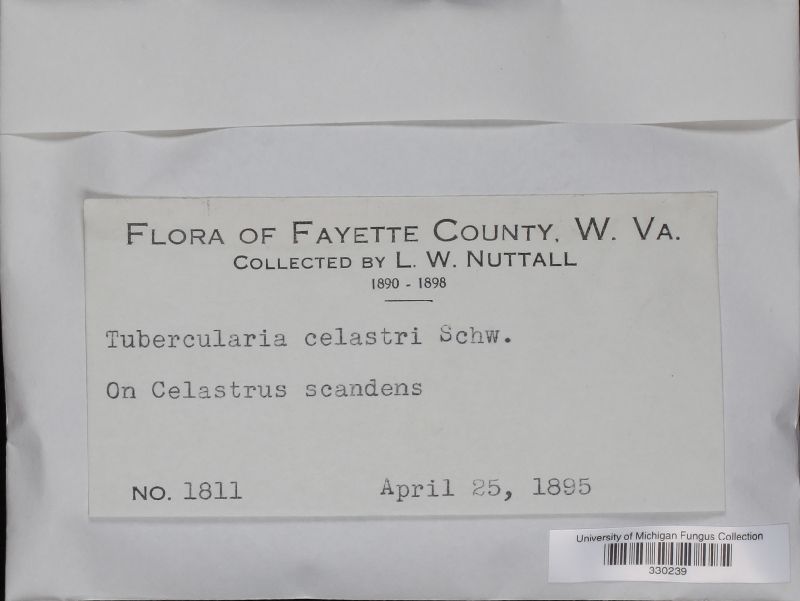 FLORA OF FAYETTE COUNTY, W. VA.
COLLECTED BY L. W. NUTTALL
1890 - 1898
Tubercularia celastri Schw.
On Celastrus scandens
NO. 1811 April 25, 1895
University of Michigan Fungus Collection
330239